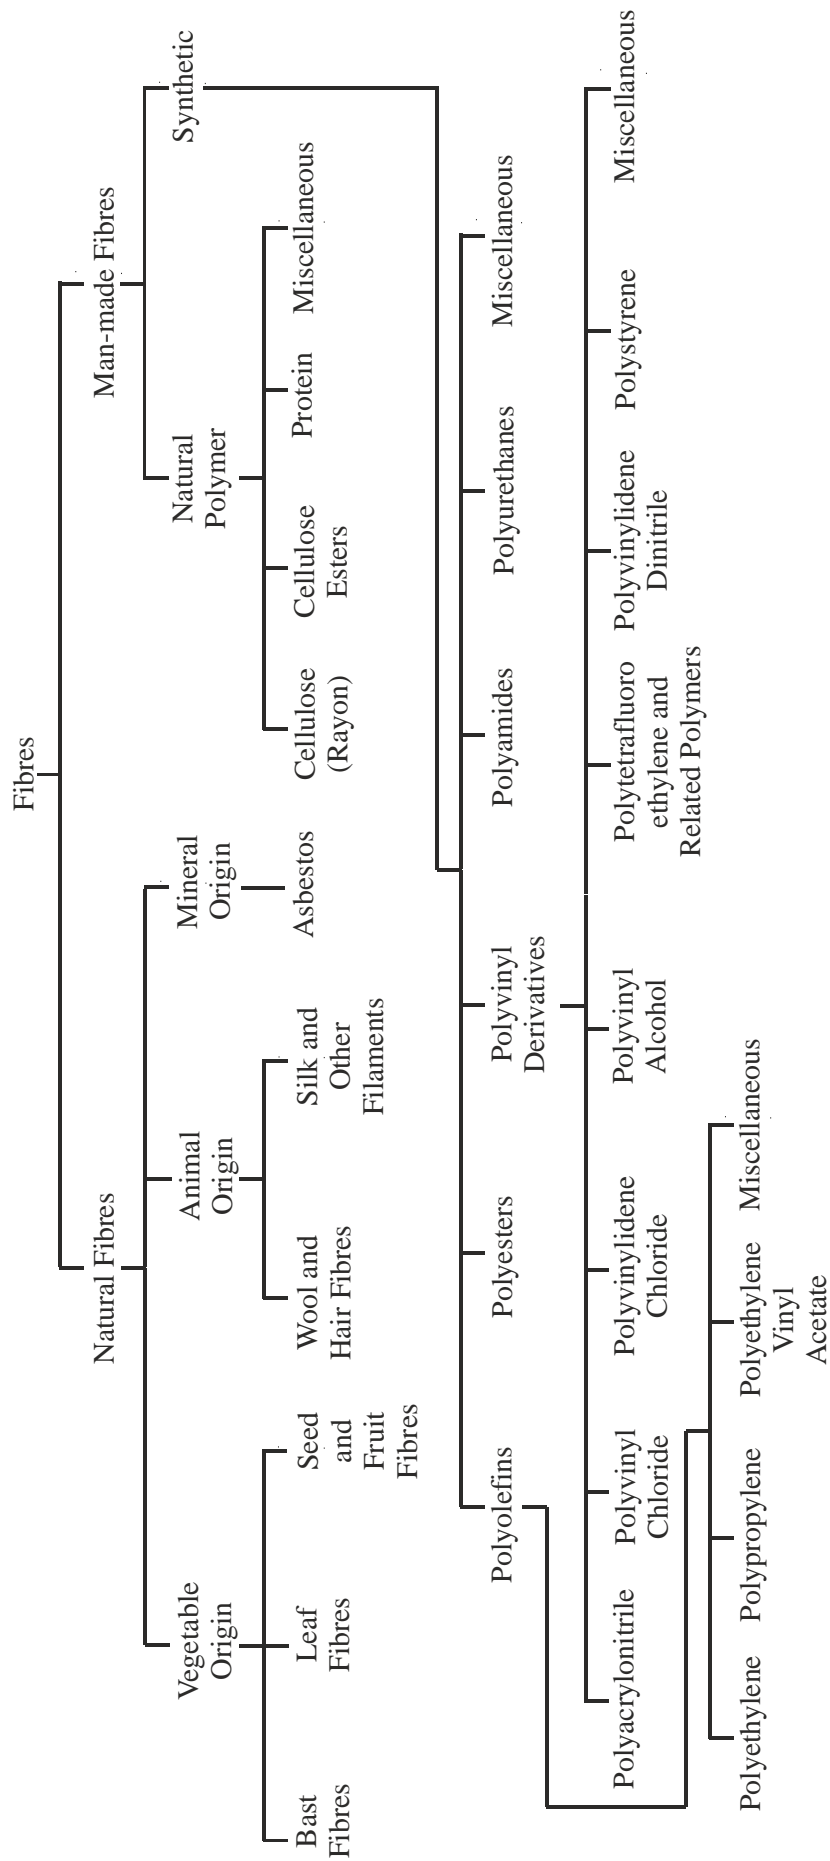 Fibres
Natural Fibres
Man-made Fibres
Vegetable
Origin
Animal
Origin
Mineral
Origin
Natural
Polymer
Synthetic
Bast
Fibres
Leaf
Fibres
Seed
and
Fruit
Fibres
Wool and
Hair Fibres
Silk and
Other
Filaments
Asbestos
Cellulose
(Rayon)
Cellulose
Esters
Protein
Miscellaneous
Polyolefins
Polyesters
Polyvinyl
Derivatives
Polyamides
Polyurethanes
Miscellaneous
Polyacrylonitrile
Polyvinyl
Chloride
Polyvinylidene
Chloride
Polyvinyl
Alcohol
Polytetrafluoro
ethylene and
Related Polymers
Polyvinylidene
Dinitrile
Polystyrene
Miscellaneous
Polyethylene
Polypropylene
Polyethylene
Vinyl
Acetate
Miscellaneous